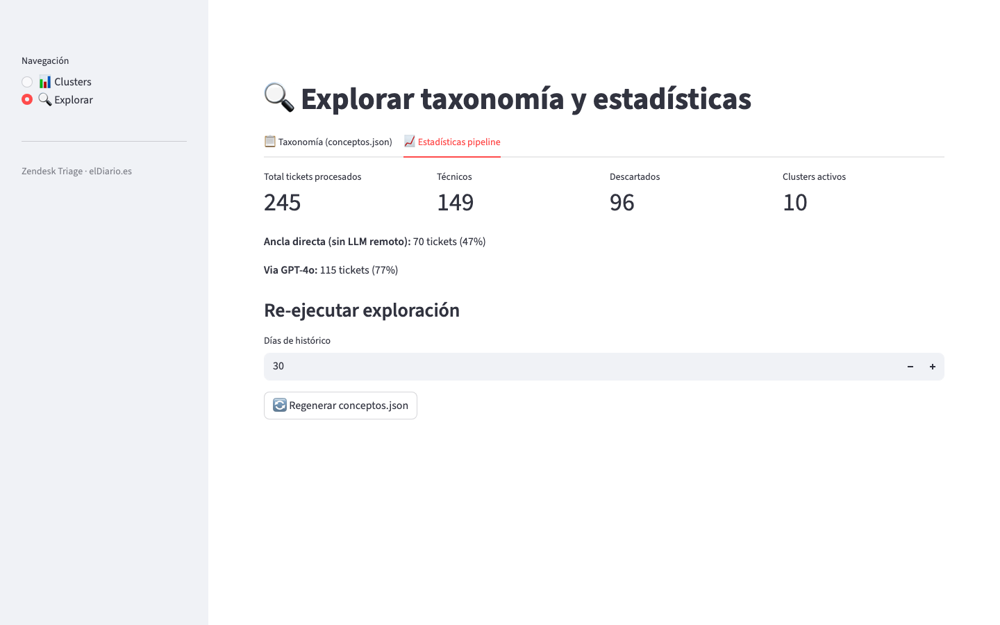 Navegación
Clusters
Explorar
Zendesk Triage · elDiario.es
Explorar taxonomía y estadísticas
Taxonomía (conceptos.json) Estadísticas pipeline
Total tickets procesados Técnicos Descartados Clusters activos
245 149 96 10
Ancla directa (sin LLM remoto): 70 tickets (47%)
Via GPT-4o: 115 tickets (77%)
Re-ejecutar exploración
Días de histórico
30
Regenerar conceptos.json